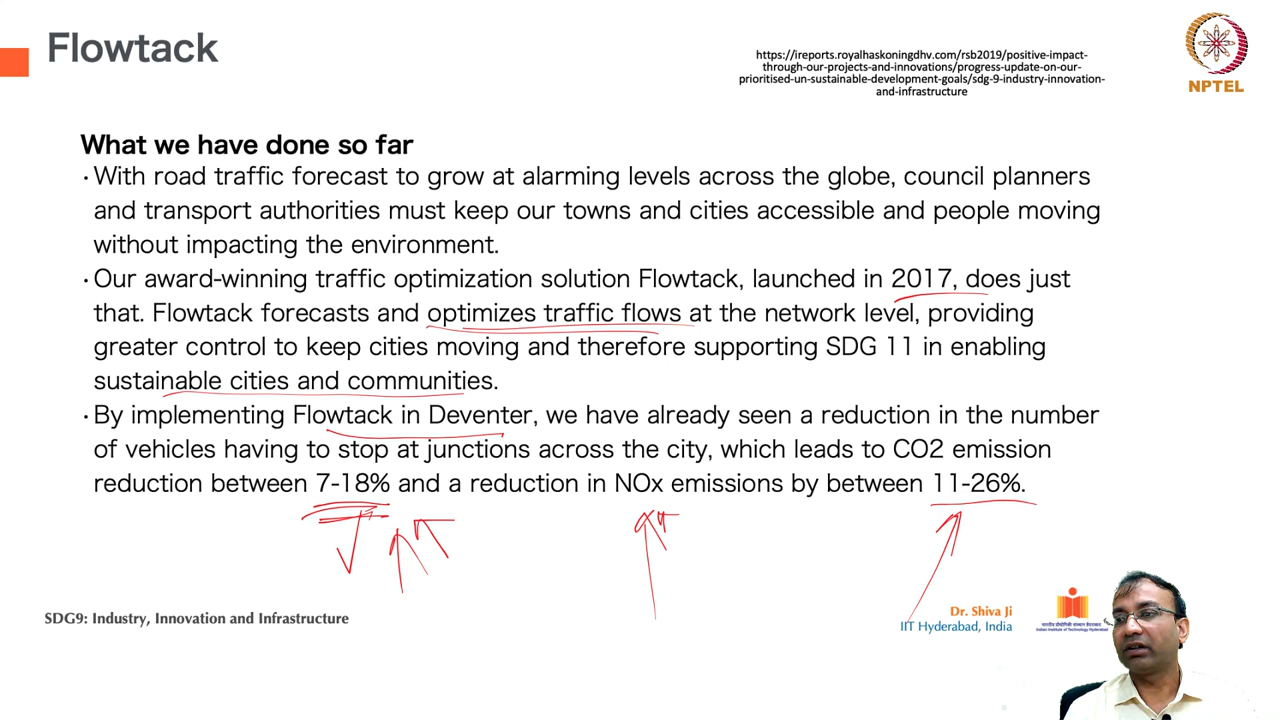 Flowtack
https://ireports.royalhaskoningdhv.com/rsb2019/positive-impact-
through-our-projects-and-innovations/progress-update-on-our-
prioritised-un-sustainable-development-goals/sdg-9-industry-innovation-
and-infrastructure
NPTEL
What we have done so far
• With road traffic forecast to grow at alarming levels across the globe, council planners
and transport authorities must keep our towns and cities accessible and people moving
without impacting the environment.
• Our award-winning traffic optimization solution Flowtack, launched in 2017, does just
that. Flowtack forecasts and optimizes traffic flows at the network level, providing
greater control to keep cities moving and therefore supporting SDG 11 in enabling
sustainable cities and communities.
• By implementing Flowtack in Deventer, we have already seen a reduction in the number
of vehicles having to stop at junctions across the city, which leads to CO2 emission
reduction between 7-18% and a reduction in NOx emissions by between 11-26%.
SDG9: Industry, Innovation and Infrastructure
Dr. Shiva Ji
IIT Hyderabad, India
भारतीय प्रौद्योगिकी संस्थान हैदराबाद
Indian Institute of Technology Hyderabad